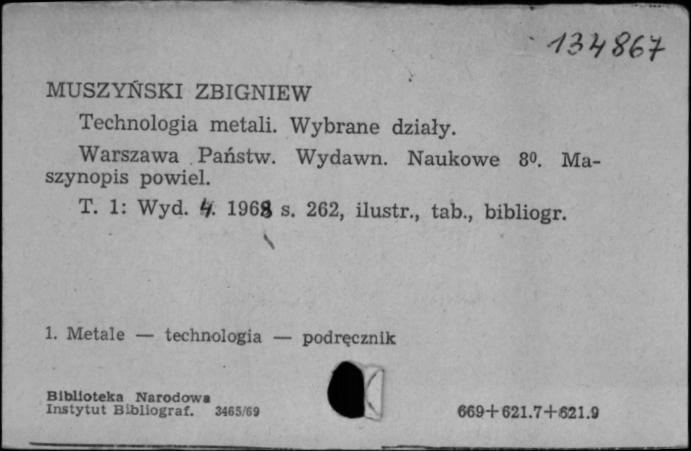 134867
MUSZYŃSKI ZBIGNIEW
Technologia metali. Wybrane działy.
Warszawa Państw. Wydawn. Naukowe 8⁰. Ma-
szynopis powiel.
T. 1: Wyd. 4. 1968 s. 262, ilustr., tab., bibliogr.
1. Metale — technologia — podręcznik
Biblioteka Narodowa
Instytut Bibliograf. 3465/69
669+621.7+621.9